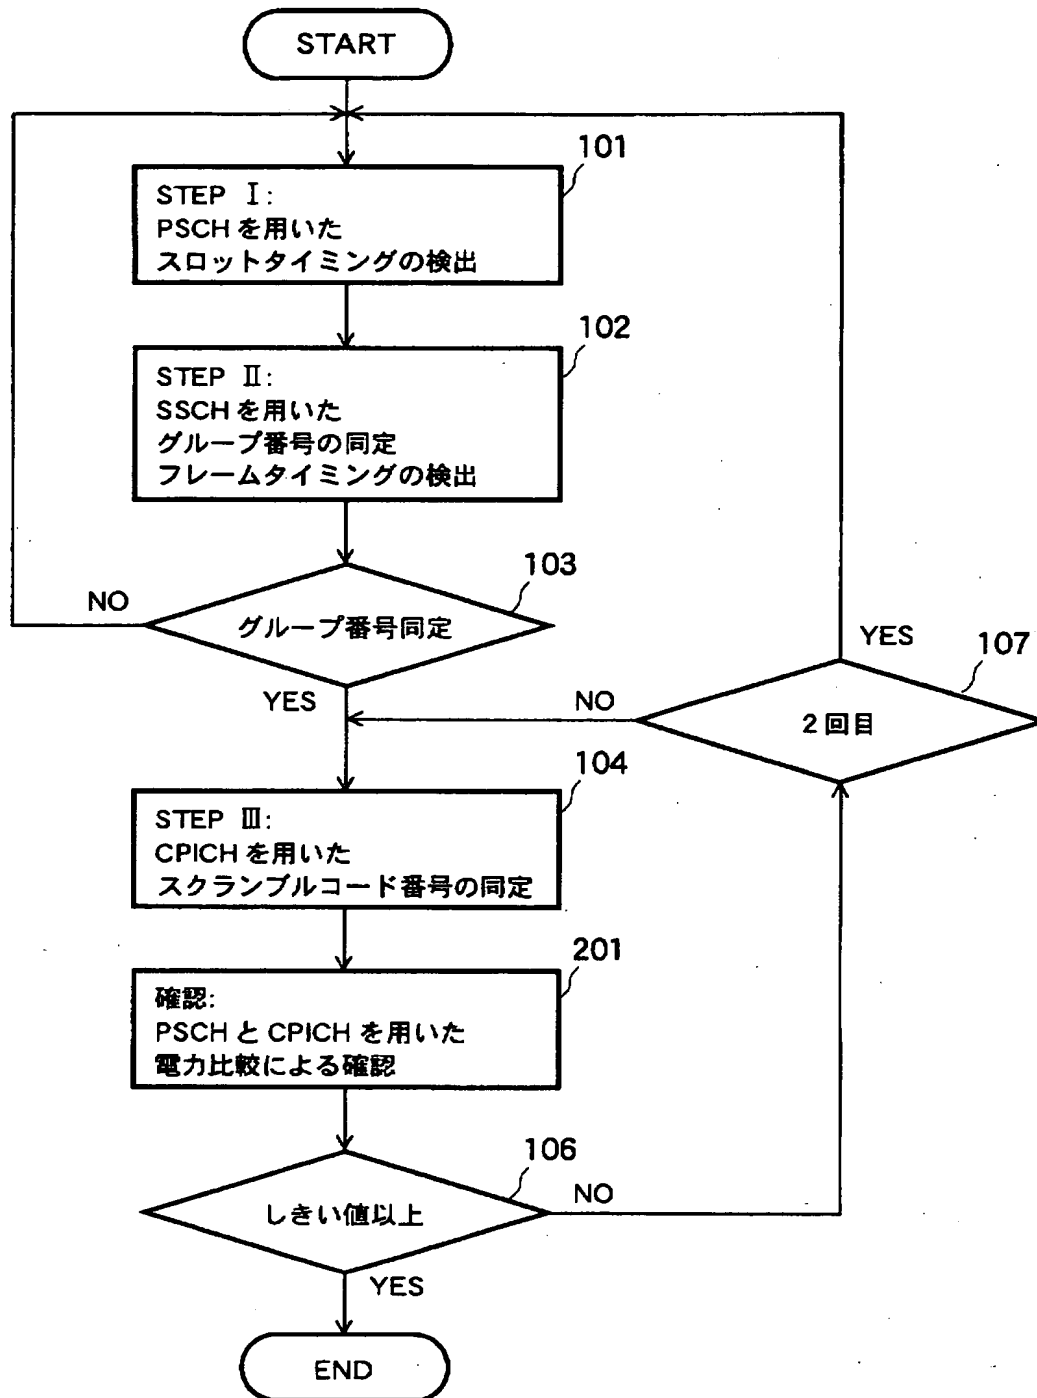 START
101
STEP Ⅰ:
PSCH を用いた
スロットタイミングの検出
102
STEP Ⅱ:
SSCH を用いた
グループ番号の同定
フレームタイミングの検出
103
NO
グループ番号同定
YES
YES
107
NO
2回目
104
STEP Ⅲ:
CPICH を用いた
スクランブルコード番号の同定
201
確認:
PSCH と CPICH を用いた
電力比較による確認
106
しきい値以上
NO
YES
END